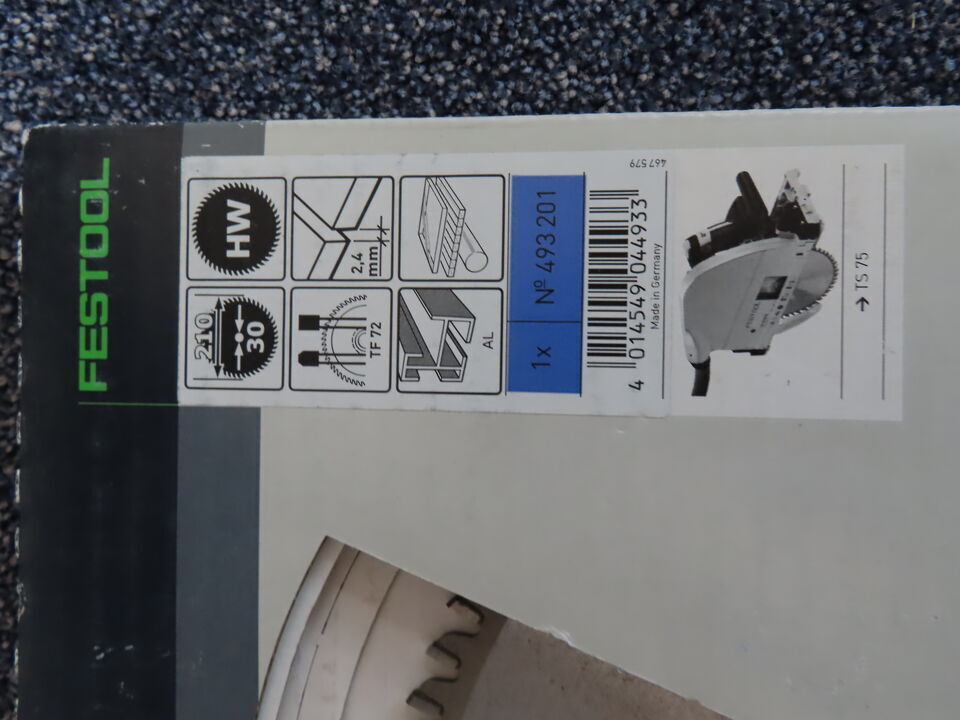 FESTOOL
210
30
HW
TF 72
2,4
mm
AL
1x
Nº 493 201
4 014549 044933
Made in Germany
467 579
→ TS 75